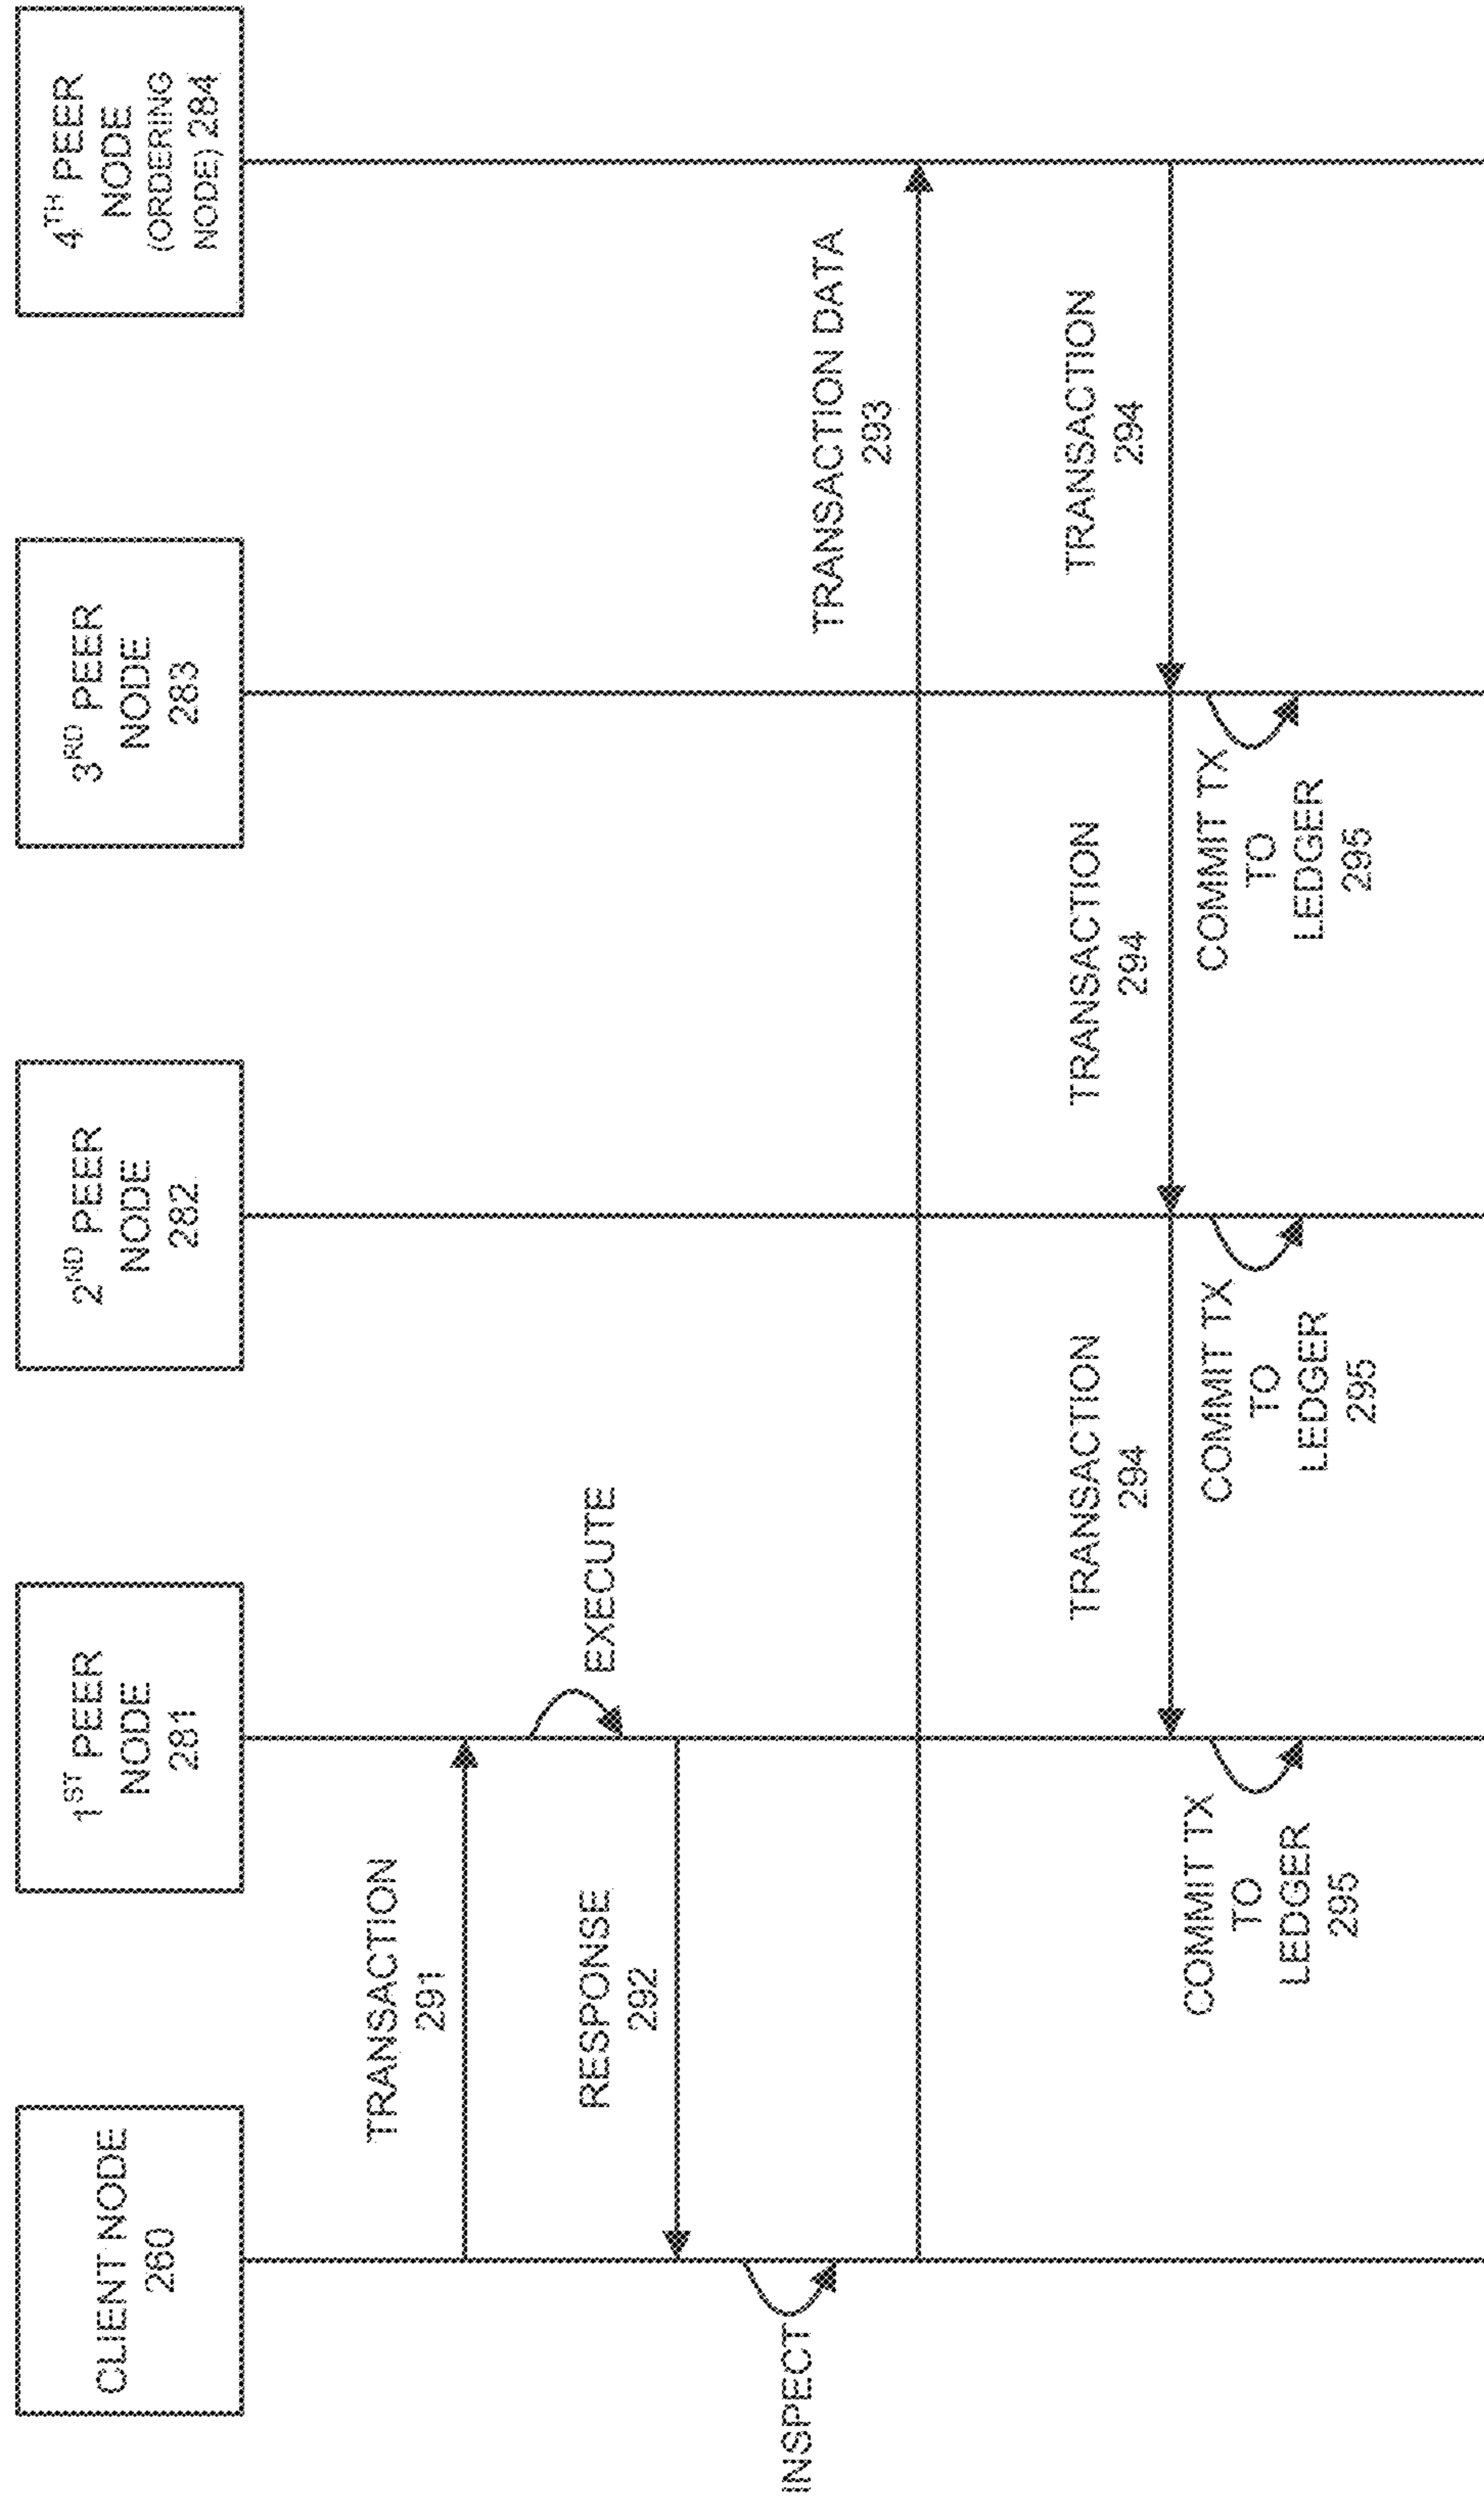 CLIENT NODE
260
1ST PEER
NODE
281
2ND PEER
NODE
282
3RD PEER
NODE
283
4TH PEER
NODE
(ORDERING
NODE) 284
TRANSACTION
291
EXECUTE
RESPONSE
292
INSPECT
TRANSACTION DATA
293
TRANSACTION
294
TRANSACTION
294
TRANSACTION
294
COMMIT TX
TO
LEDGER
295
COMMIT TX
TO
LEDGER
295
COMMIT TX
TO
LEDGER
295